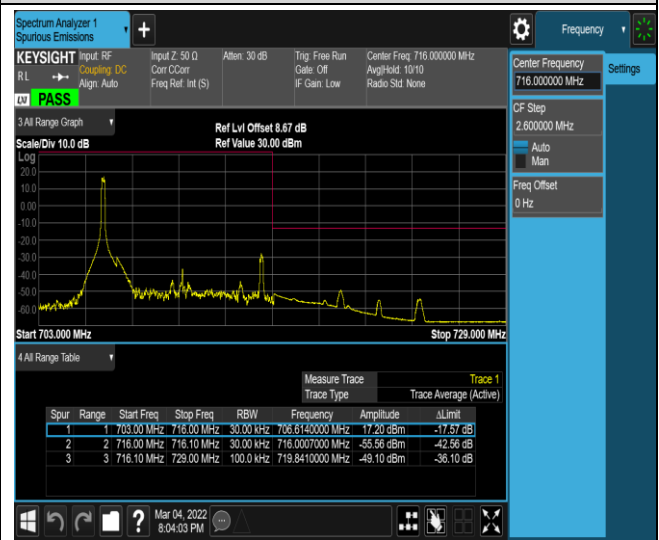 Spectrum Analyzer 1
Spurious Emissions
+
Frequency
KEYSIGHT
RL
Input: RF
Coupling: DC
Align: Auto
Input Z: 50 Ω
Corr CCorr
Freq Ref: Int (S)
Atten: 30 dB
Trig: Free Run
Gate: Off
IF Gain: Low
Center Freq: 716.000000 MHz
Avg|Hold: 10/10
Radio Std: None
LXI PASS
Center Frequency
716.000000 MHz
Settings
CF Step
2.600000 MHz
Auto
Man
Freq Offset
0 Hz
3 All Range Graph
Scale/Div 10.0 dB
Ref Lvl Offset 8.67 dB
Ref Value 30.00 dBm
Log
20.0
10.0
0.00
-10.0
-20.0
-30.0
-40.0
-50.0
-60.0
Start 703.000 MHz
Stop 729.000 MHz
4 All Range Table
Measure Trace Trace 1
Trace Type Trace Average (Active)
Spur Range Start Freq Stop Freq RBW Frequency Amplitude ΔLimit
1 1 703.00 MHz 716.00 MHz 30.00 kHz 706.6140000 MHz 17.20 dBm -17.57 dB
2 2 716.00 MHz 716.10 MHz 30.00 kHz 716.0007000 MHz -55.56 dBm -42.56 dB
3 3 716.10 MHz 729.00 MHz 100.0 kHz 719.8410000 MHz -49.10 dBm -36.10 dB
?
Mar 04, 2022
8:04:03 PM